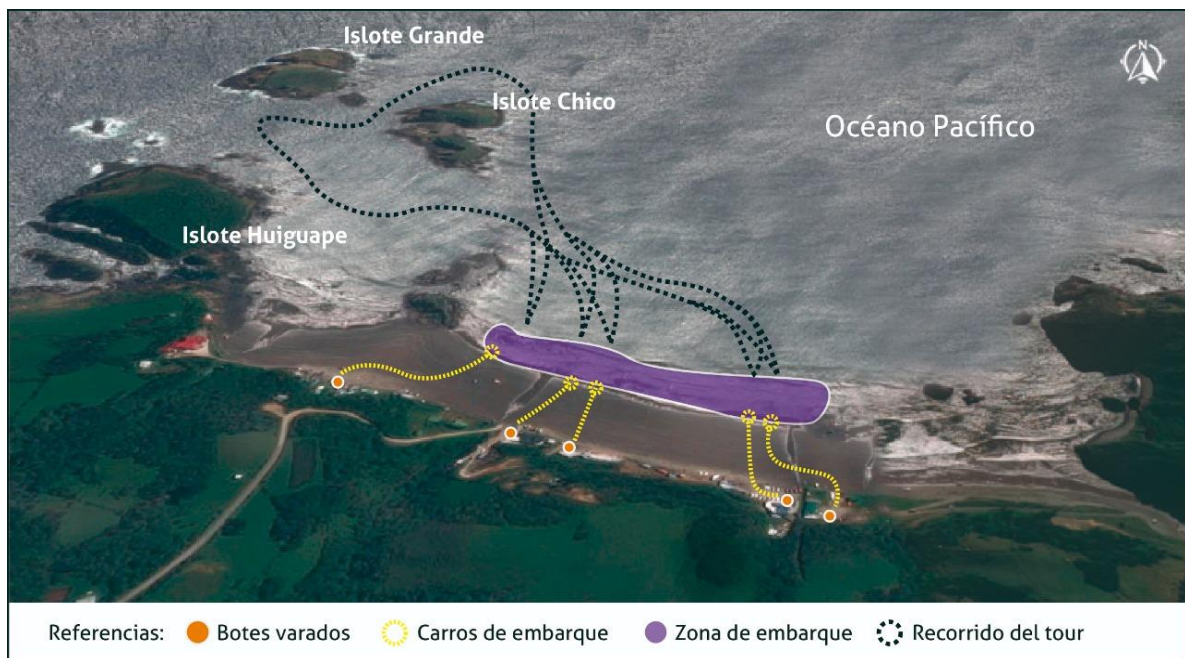 Islote Grande
N
Islote Chico
Océano Pacífico
Islote Huiguape
Referencias: Botes varados Carros de embarque Zona de embarque Recorrido del tour